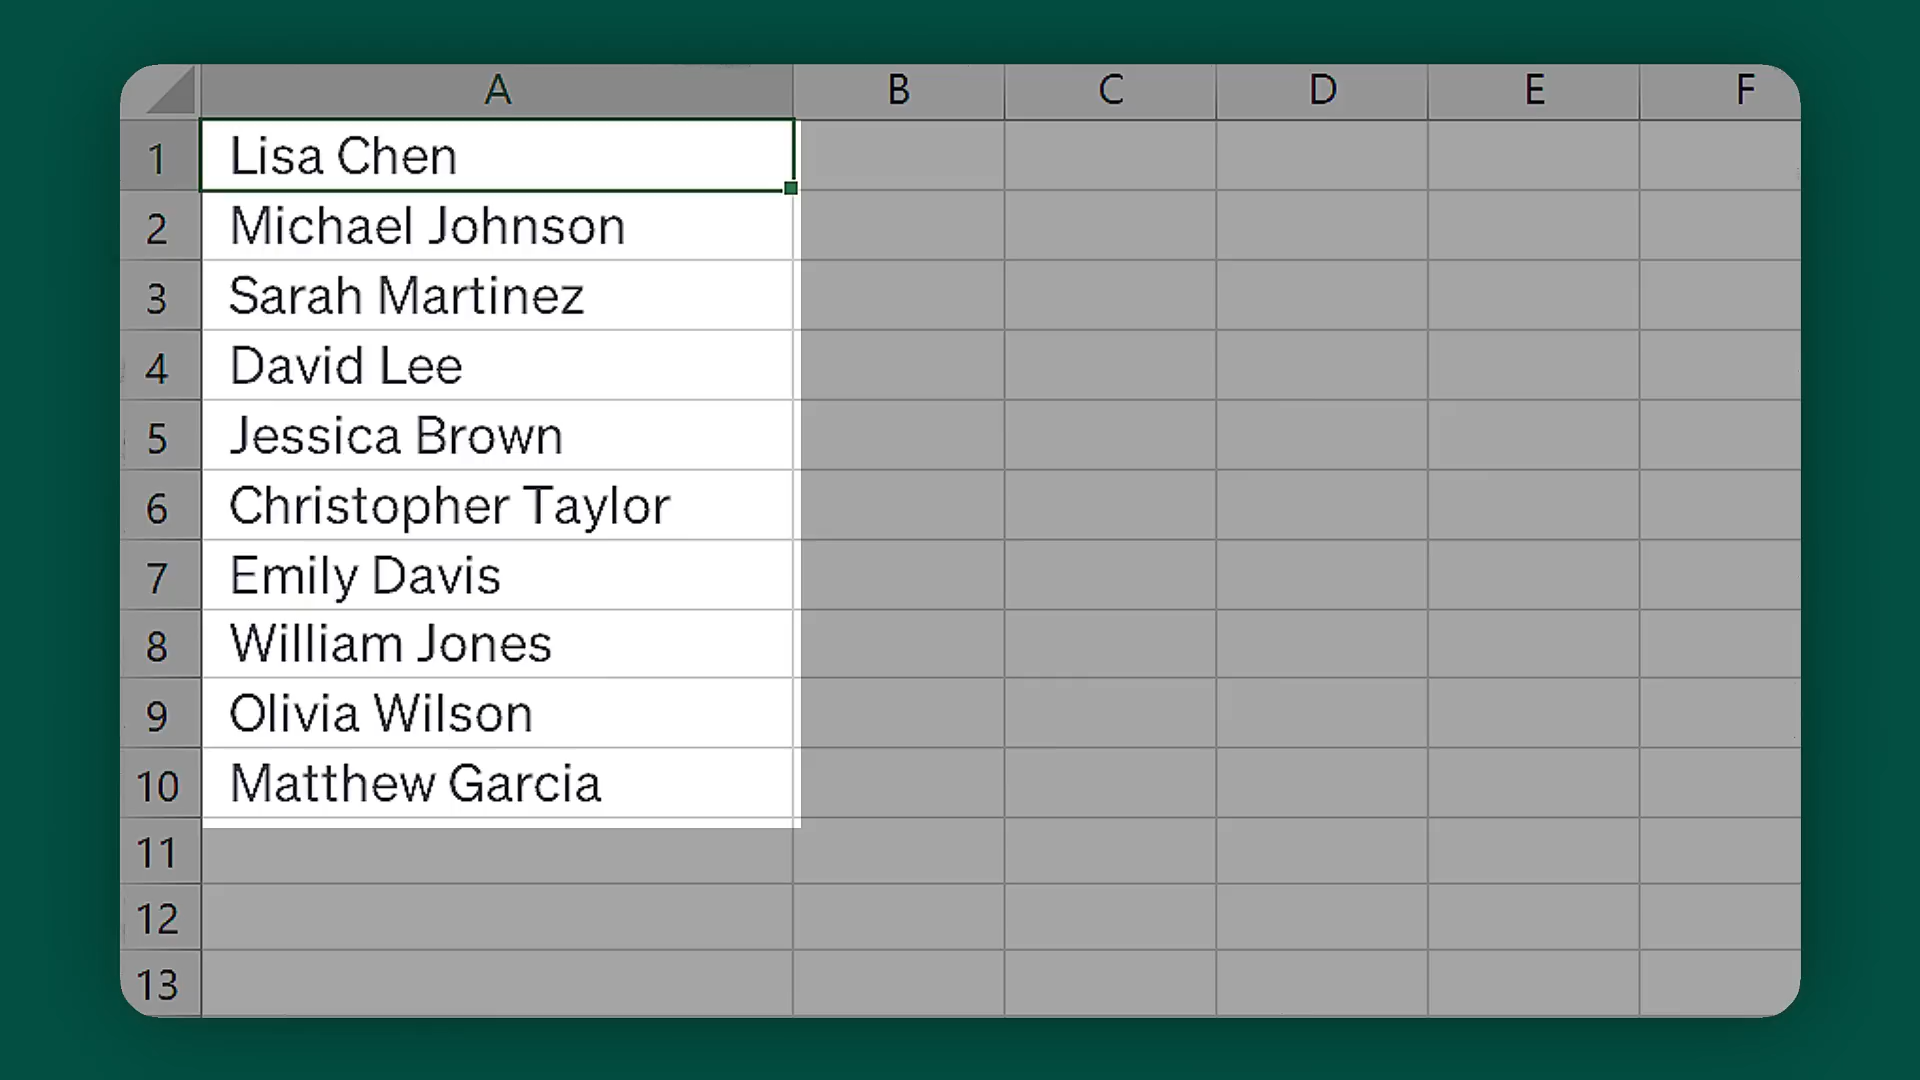 A B C D E F
1 Lisa Chen
2 Michael Johnson
3 Sarah Martinez
4 David Lee
5 Jessica Brown
6 Christopher Taylor
7 Emily Davis
8 William Jones
9 Olivia Wilson
10 Matthew Garcia
11
12
13